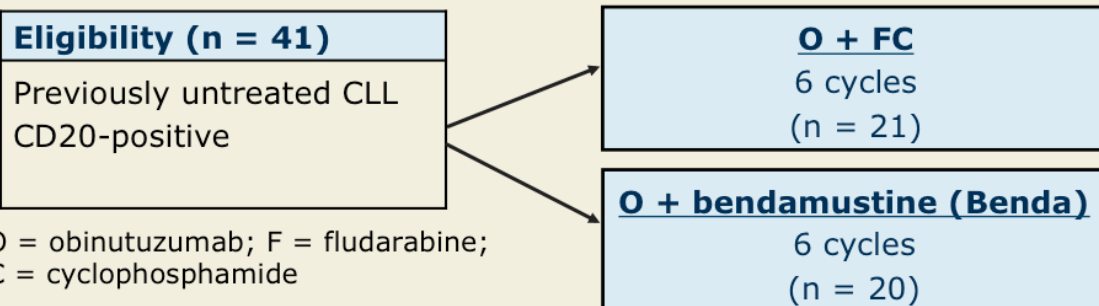 Eligibility (n = 41)
Previously untreated CLL
CD20-positive
O = obinutuzumab; F = fludarabine;
C = cyclophosphamide
O + FC
6 cycles
(n = 21)
O + bendamustine (Benda)
6 cycles
(n = 20)